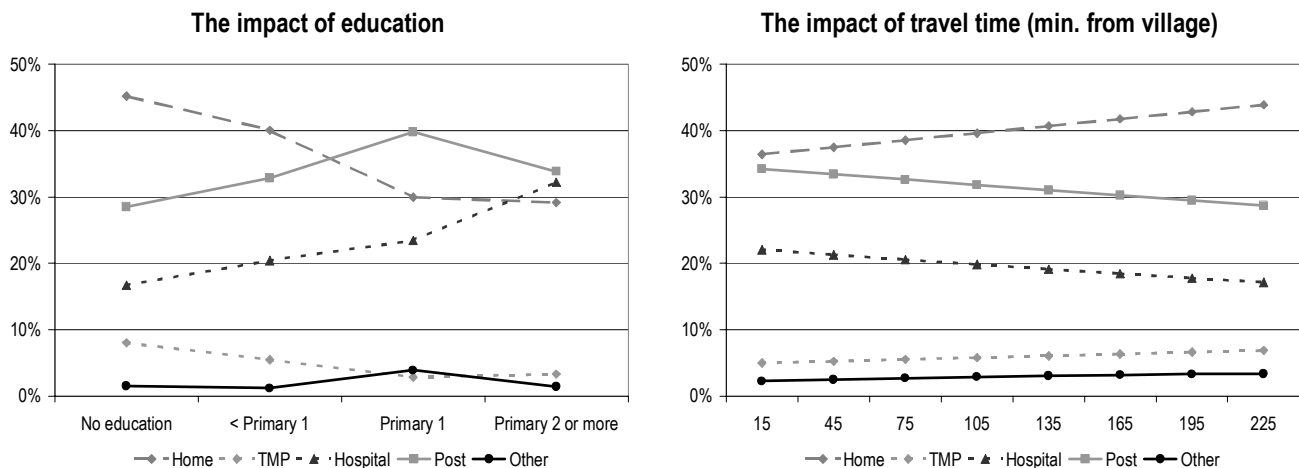 The impact of education
50%
40%
30%
20%
10%
0%
No education < Primary 1 Primary 1 Primary 2 or more
Home TMP Hospital Post Other
The impact of travel time (min. from village)
50%
40%
30%
20%
10%
0%
15 45 75 105 135 165 195 225
Home TMP Hospital Post Other